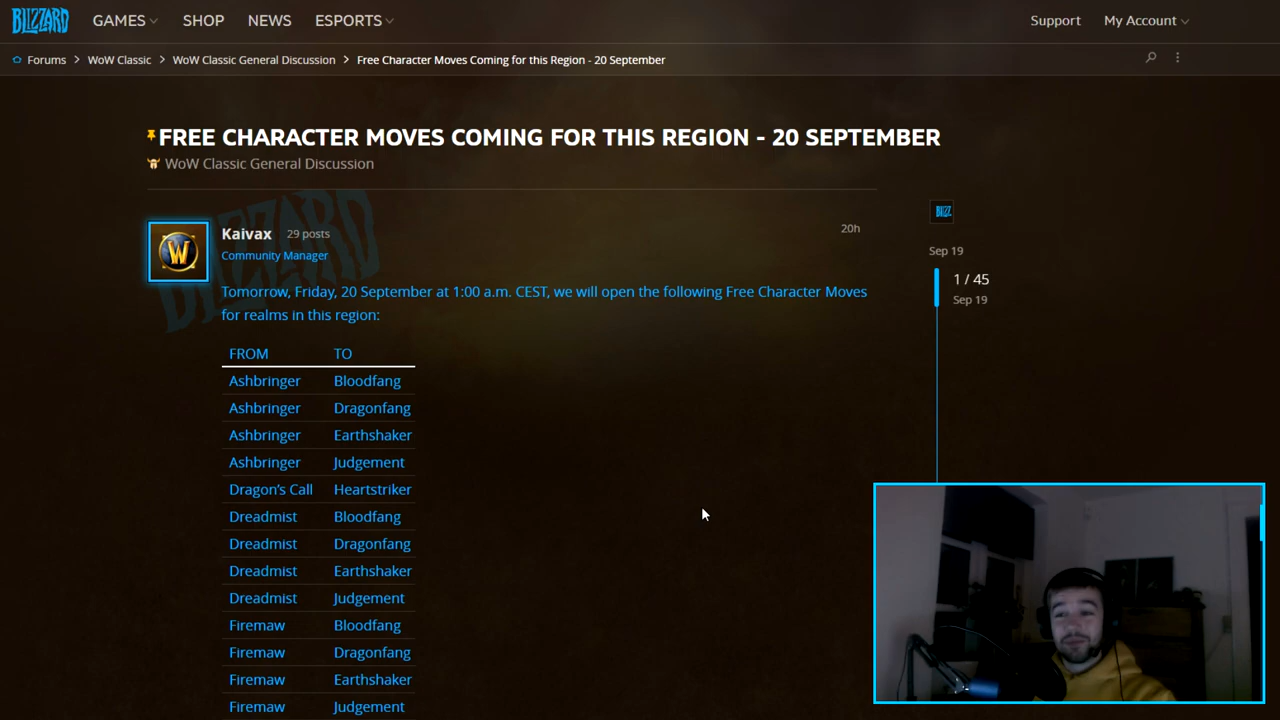 BLIZZARD GAMES SHOP NEWS ESPORTS Support My Account
Forums > WoW Classic > WoW Classic General Discussion > Free Character Moves Coming for this Region - 20 September
FREE CHARACTER MOVES COMING FOR THIS REGION - 20 SEPTEMBER
WoW Classic General Discussion
BLIZZARD
BLIZZ
Kaivax 29 posts 20h
Community Manager
W
Tomorrow, Friday, 20 September at 1:00 a.m. CEST, we will open the following Free Character Moves
for realms in this region:
FROM TO
Ashbringer Bloodfang
Ashbringer Dragonfang
Ashbringer Earthshaker
Ashbringer Judgement
Dragon's Call Heartstriker
Dreadmist Bloodfang
Dreadmist Dragonfang
Dreadmist Earthshaker
Dreadmist Judgement
Firemaw Bloodfang
Firemaw Dragonfang
Firemaw Earthshaker
Firemaw Judgement
Sep 19
1 / 45
Sep 19